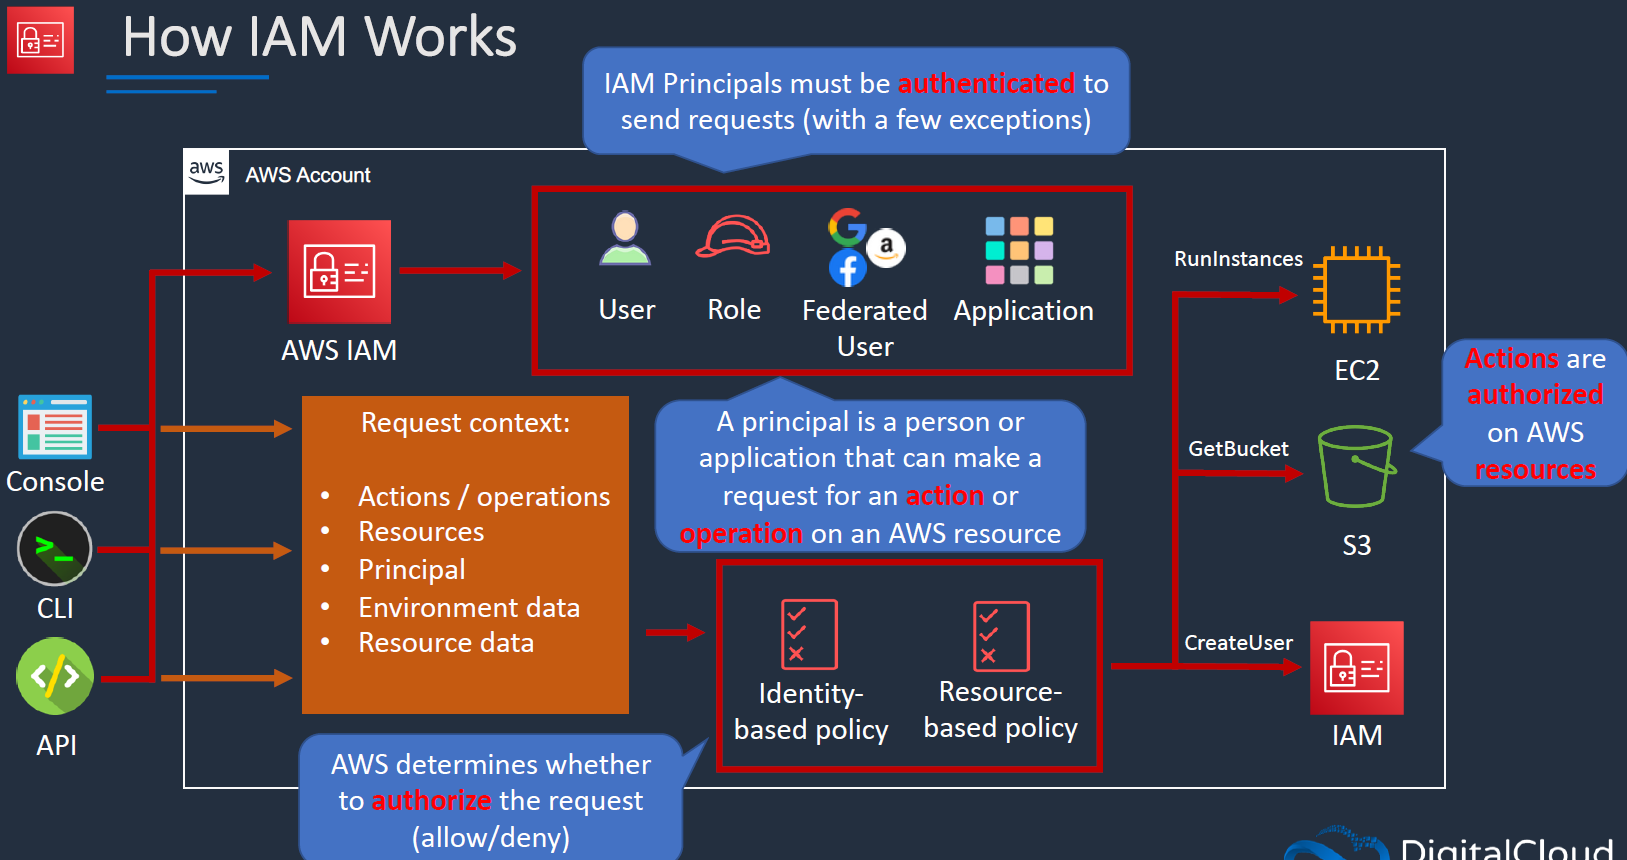 How IAM Works
IAM Principals must be authenticated to
send requests (with a few exceptions)
aws
AWS Account
User
Role
Federated
User
Application
AWS IAM
RunInstances
EC2
Actions are
authorized
on AWS
resources
GetBucket
S3
CreateUser
IAM
Console
CLI
API
Request context:
• Actions / operations
• Resources
• Principal
• Environment data
• Resource data
A principal is a person or
application that can make a
request for an action or
operation on an AWS resource
Identity-
based policy
Resource-
based policy
AWS determines whether
to authorize the request
(allow/deny)
DigitalCloud